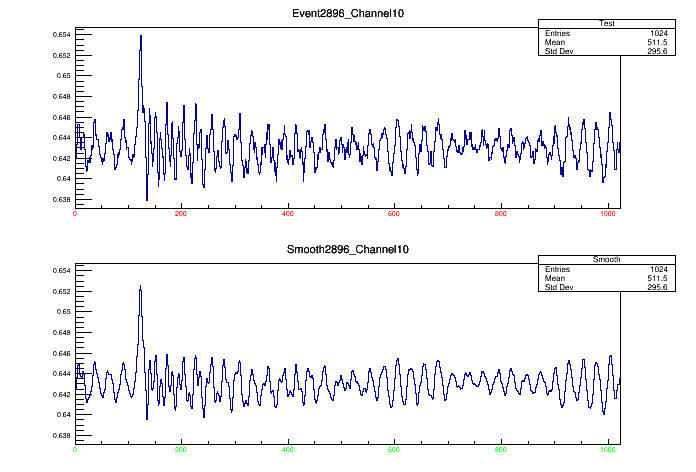 Event2896_Channel10
Test
Entries 1024
Mean 511.5
Std Dev 295.6
0.654
0.652
0.65
0.648
0.646
0.644
0.642
0.64
0.638
0 200 400 600 800 1000
Smooth2896_Channel10
Smooth
Entries 1024
Mean 511.5
Std Dev 295.6
0.654
0.652
0.65
0.648
0.646
0.644
0.642
0.64
0.638
0 200 400 600 800 1000